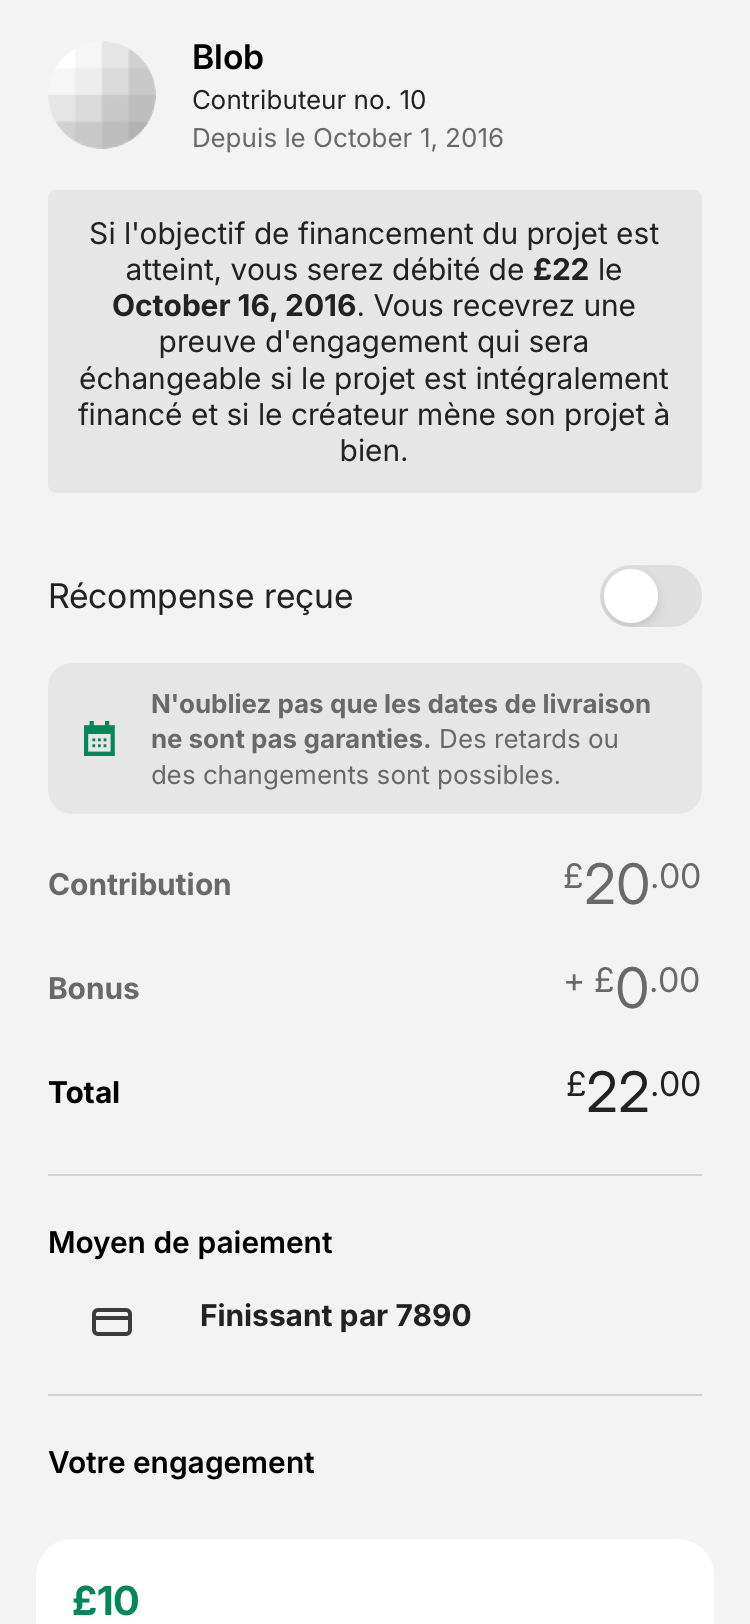 Blob
Contributeur no. 10
Depuis le October 1, 2016
Si l'objectif de financement du projet est
atteint, vous serez débité de £22 le
October 16, 2016. Vous recevrez une
preuve d'engagement qui sera
échangeable si le projet est intégralement
financé et si le créateur mène son projet à
bien.
Récompense reçue
N'oubliez pas que les dates de livraison
ne sont pas garanties. Des retards ou
des changements sont possibles.
Contribution £20.00
Bonus + £0.00
Total £22.00
Moyen de paiement
Finissant par 7890
Votre engagement
£10